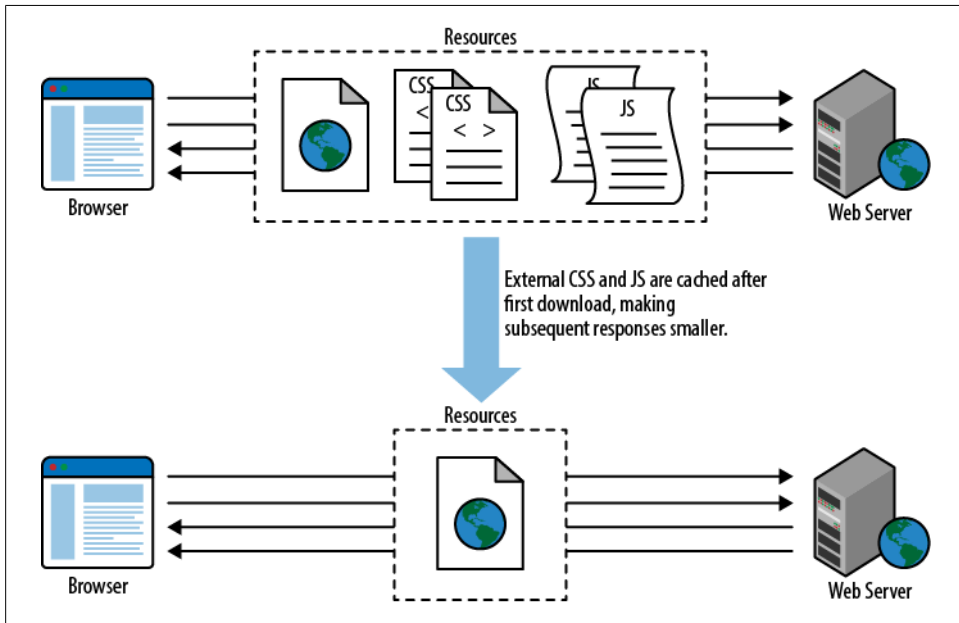 Resources
CSS
CSS
< >
JS
JS
Browser
Web Server
External CSS and JS are cached after
first download, making
subsequent responses smaller.
Resources
Browser
Web Server